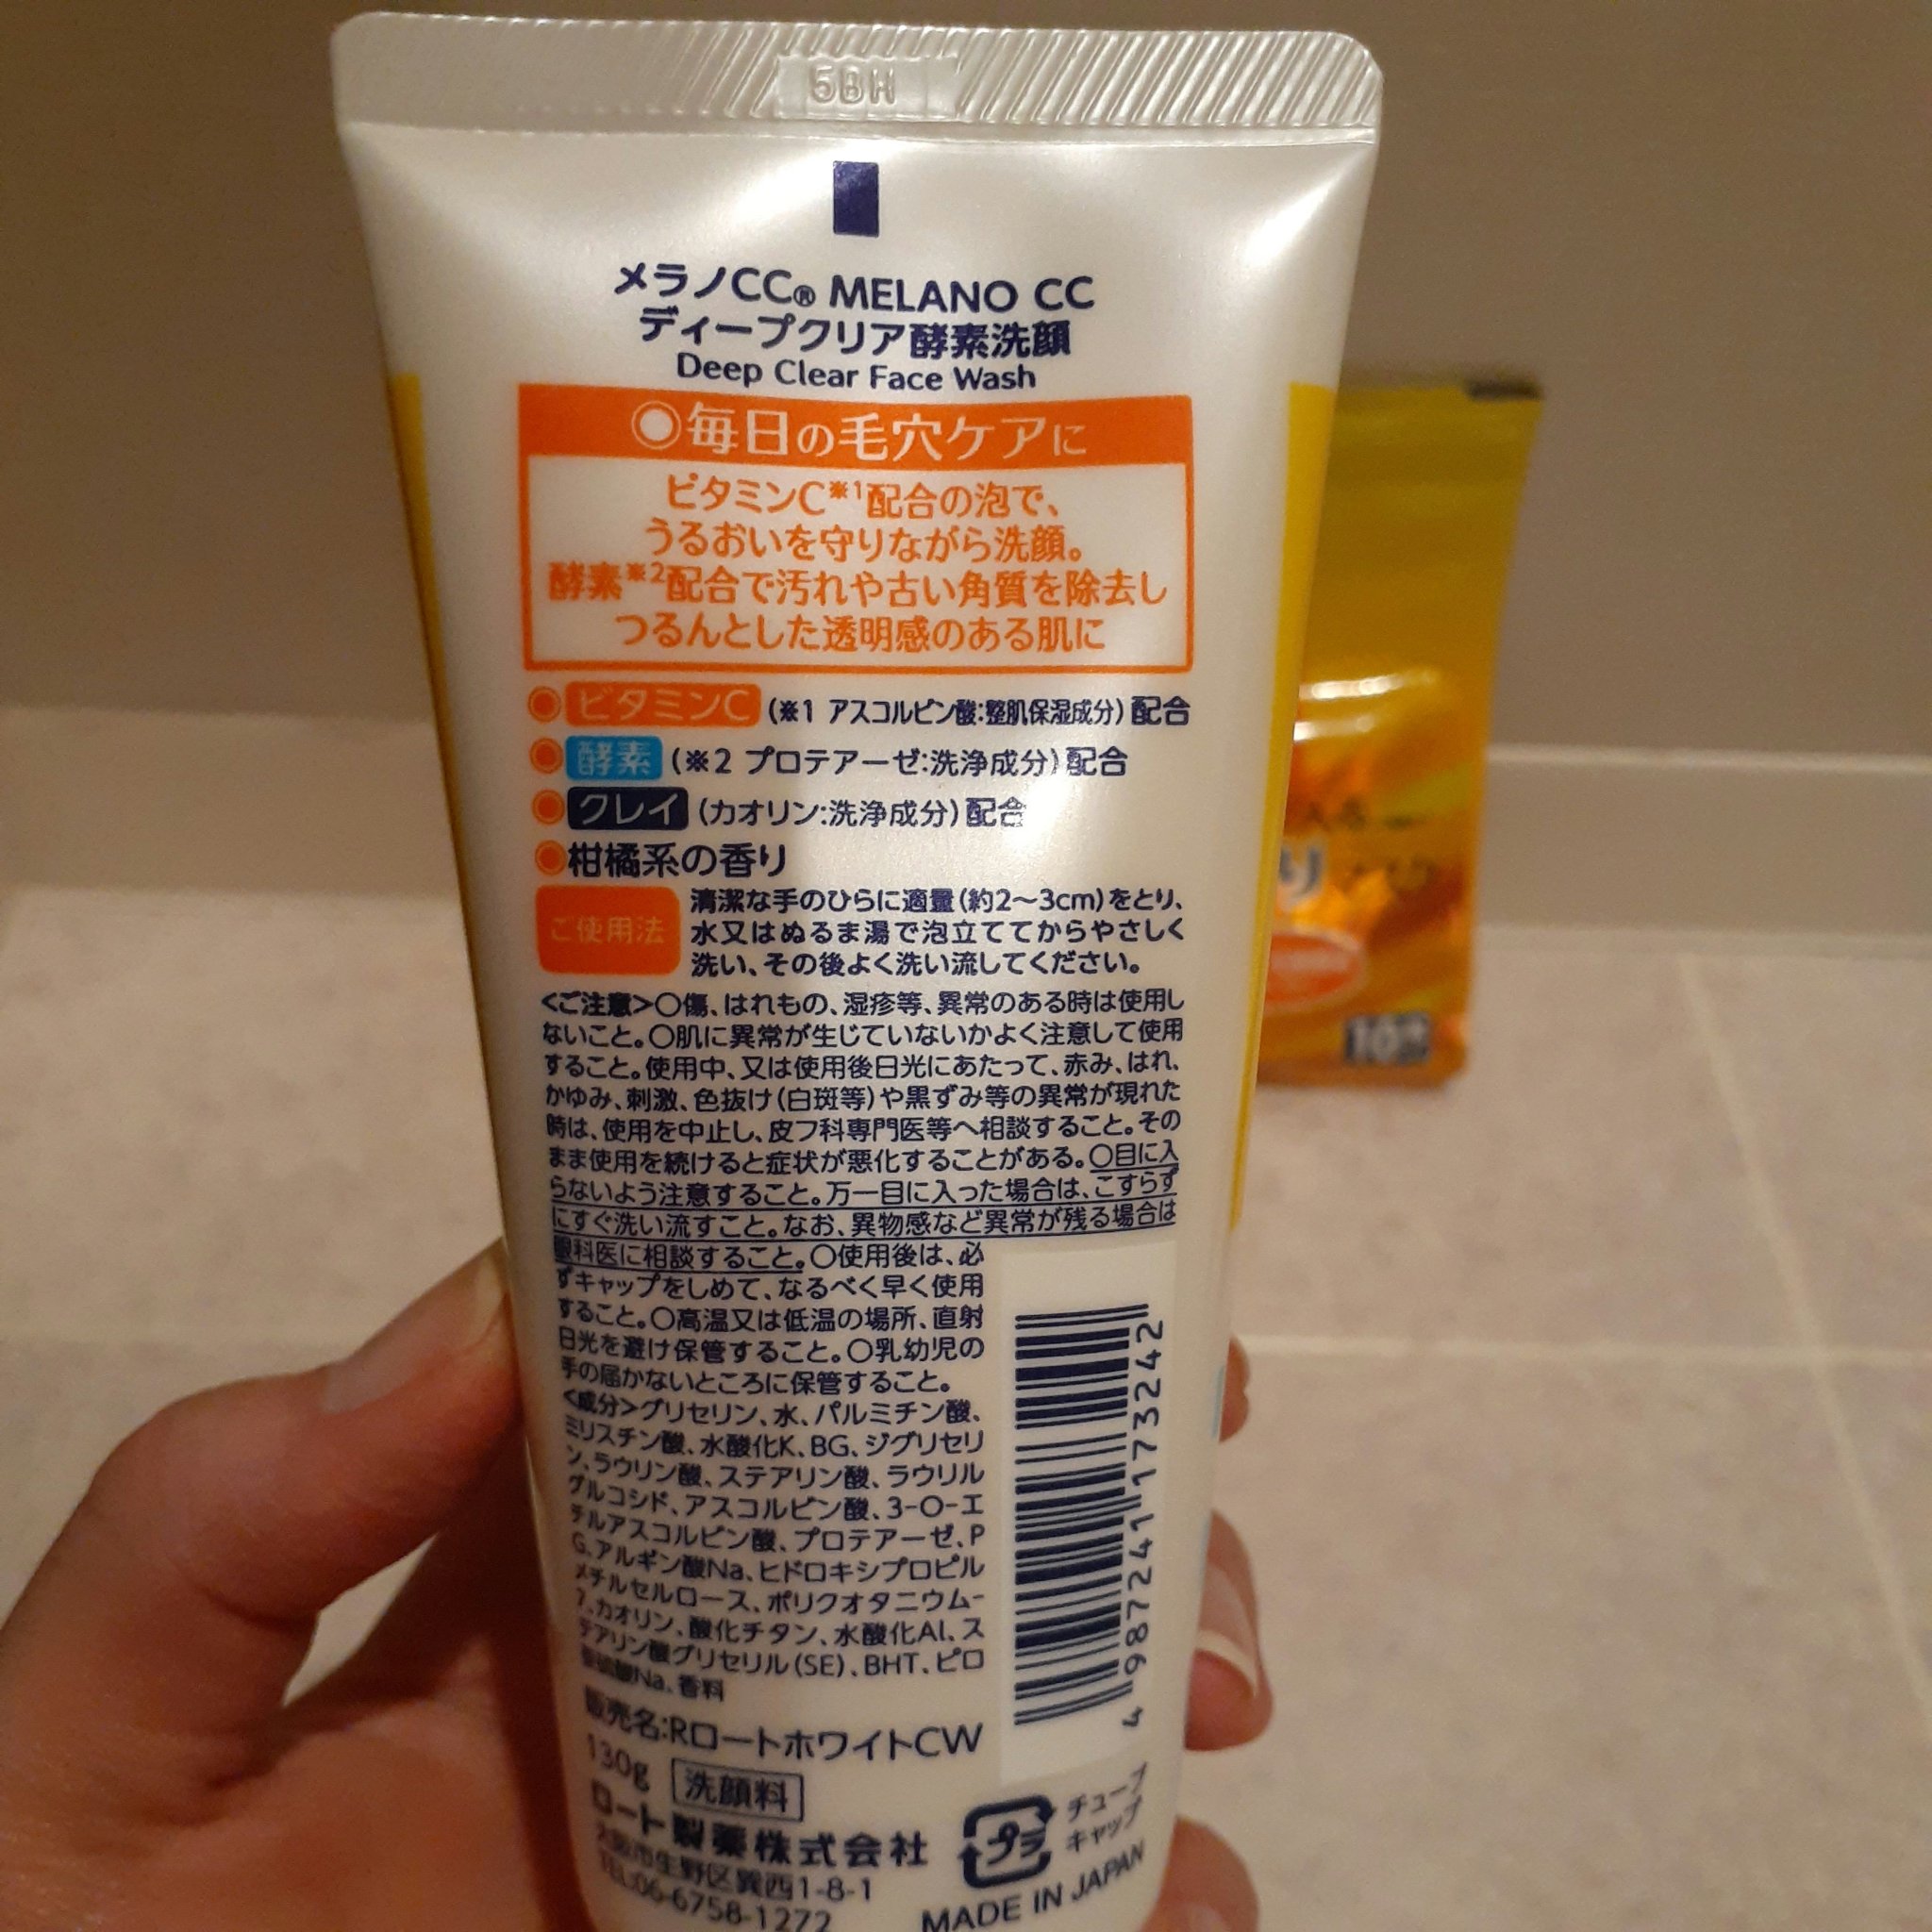 5BH
メラノCC® MELANO CC
ディープクリア酵素洗顔
Deep Clear Face Wash
◉毎日の毛穴ケアに
ビタミンC※1配合の泡で、
うるおいを守りながら洗顔。
酵素※2配合で汚れや古い角質を除去し
つるんとした透明感のある肌に
●ビタミンC(※1 アスコルビン酸:整肌保湿成分)配合
●酵素(※2 プロテアーゼ:洗浄成分)配合
●クレイ(カオリン:洗浄成分)配合
●柑橘系の香り
ご使用法
清潔な手のひらに適量(約2〜3cm)をとり、
水又はぬるま湯で泡立ててからやさしく
洗い、その後よく洗い流してください。
<ご注意>○傷、はれもの、湿疹等、異常のある時は使用し
ないこと。○肌に異常が生じていないかよく注意して使用
すること。使用中、又は使用後日光にあたって、赤み、はれ、
かゆみ、刺激、色抜け(白斑等)や黒ずみ等の異常が現れた
時は、使用を中止し、皮フ科専門医等へ相談すること。その
まま使用を続けると症状が悪化することがある。○目に入
らないよう注意すること。万一目に入った場合は、こすらず
にすぐ洗い流すこと。なお、異物感など異常が残る場合は
眼科医に相談すること。○使用後は、必
ずキャップをしめて、なるべく早く使用
すること。○高温又は低温の場所、直射
日光を避け保管すること。○乳幼児の
手の届かないところに保管すること。
<成分>グリセリン、水、パルミチン酸、
ミリスチン酸、水酸化K、BG、ジグリセリ
ン、ラウリン酸、ステアリン酸、ラウリル
グルコシド、アスコルビン酸、3-O-エ
チルアスコルビン酸、プロテアーゼ、P
G、アルギン酸Na、ヒドロキシプロピル
メチルセルロース、ポリクオタニウム-
7、カオリン、酸化チタン、水酸化Al、ス
テアリン酸グリセリル(SE)、BHT、ピロ
亜硫酸Na、香料
販売名:RロートホワイトCW
130g 洗顔料
ロート製薬株式会社
大阪市生野区巽西1-8-1
TEL:06-6758-1272
4 987241 173242
プラ
チューブ
キャップ
MADE IN JAPAN
り
10